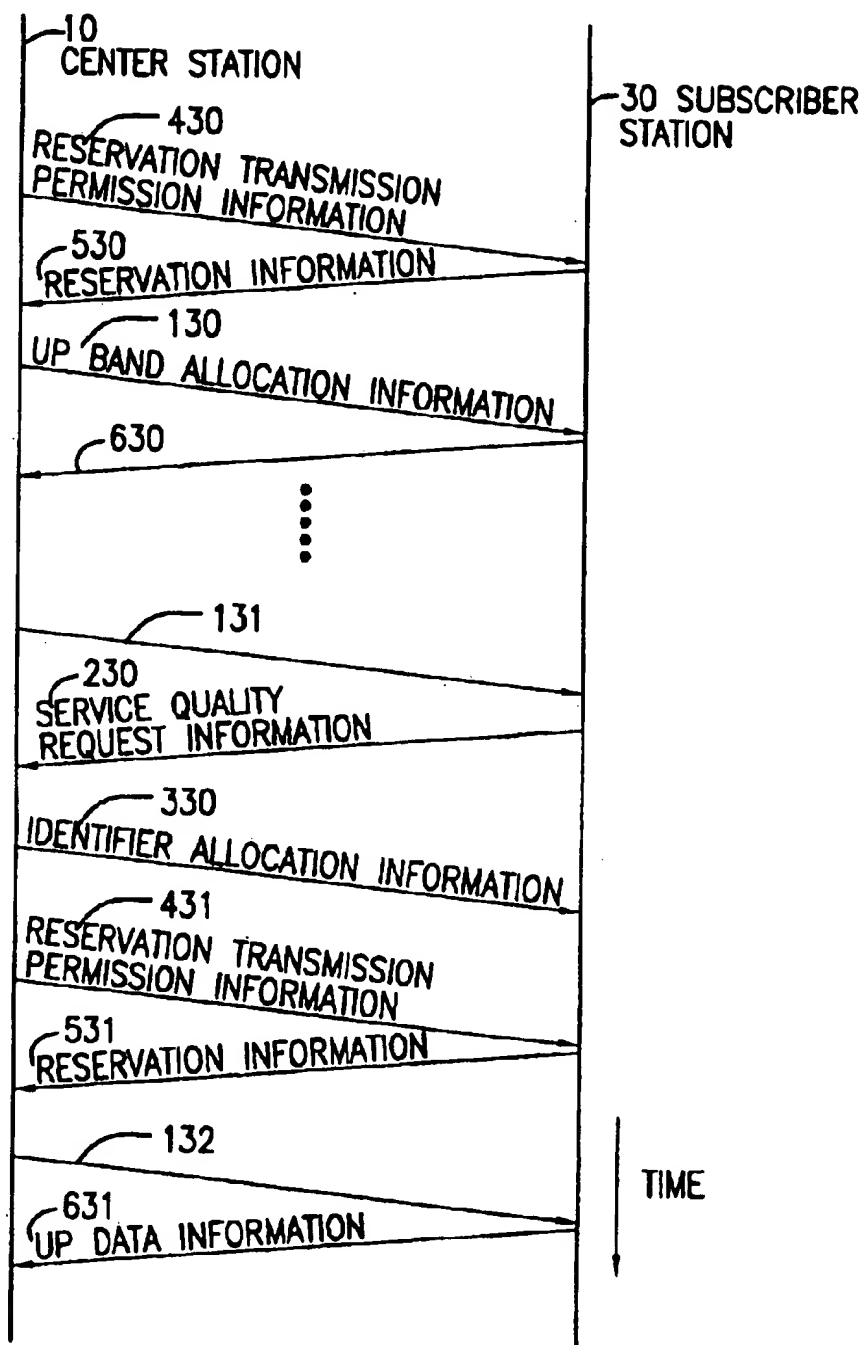 10
CENTER STATION
30 SUBSCRIBER
STATION
430
RESERVATION TRANSMISSION
PERMISSION INFORMATION
530
RESERVATION INFORMATION
130
UP BAND ALLOCATION INFORMATION
630
131
230
SERVICE QUALITY
REQUEST INFORMATION
330
IDENTIFIER ALLOCATION INFORMATION
431
RESERVATION TRANSMISSION
PERMISSION INFORMATION
531
RESERVATION INFORMATION
132
TIME
631
UP DATA INFORMATION